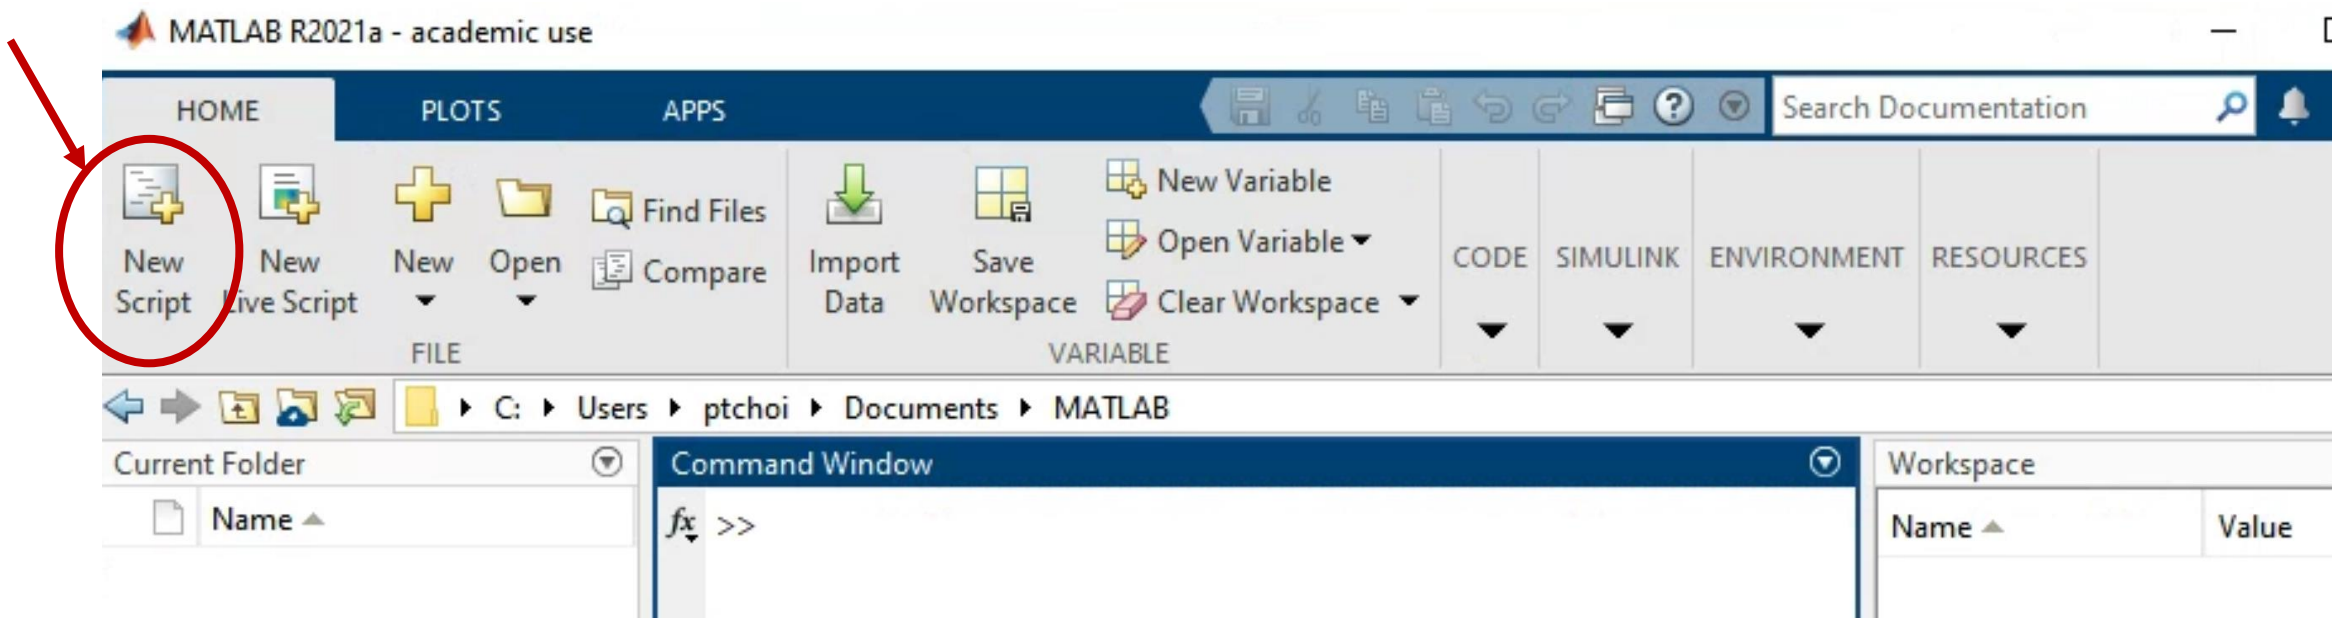 MATLAB R2021a - academic use
HOME PLOTS APPS Search Documentation
New Script
New Live Script
New
Open
Find Files
Compare
Import Data
Save Workspace
New Variable
Open Variable
Clear Workspace
CODE SIMULINK ENVIRONMENT RESOURCES
FILE VARIABLE
C: Users ptchoi Documents MATLAB
Current Folder Command Window Workspace
Name fx >> Name Value